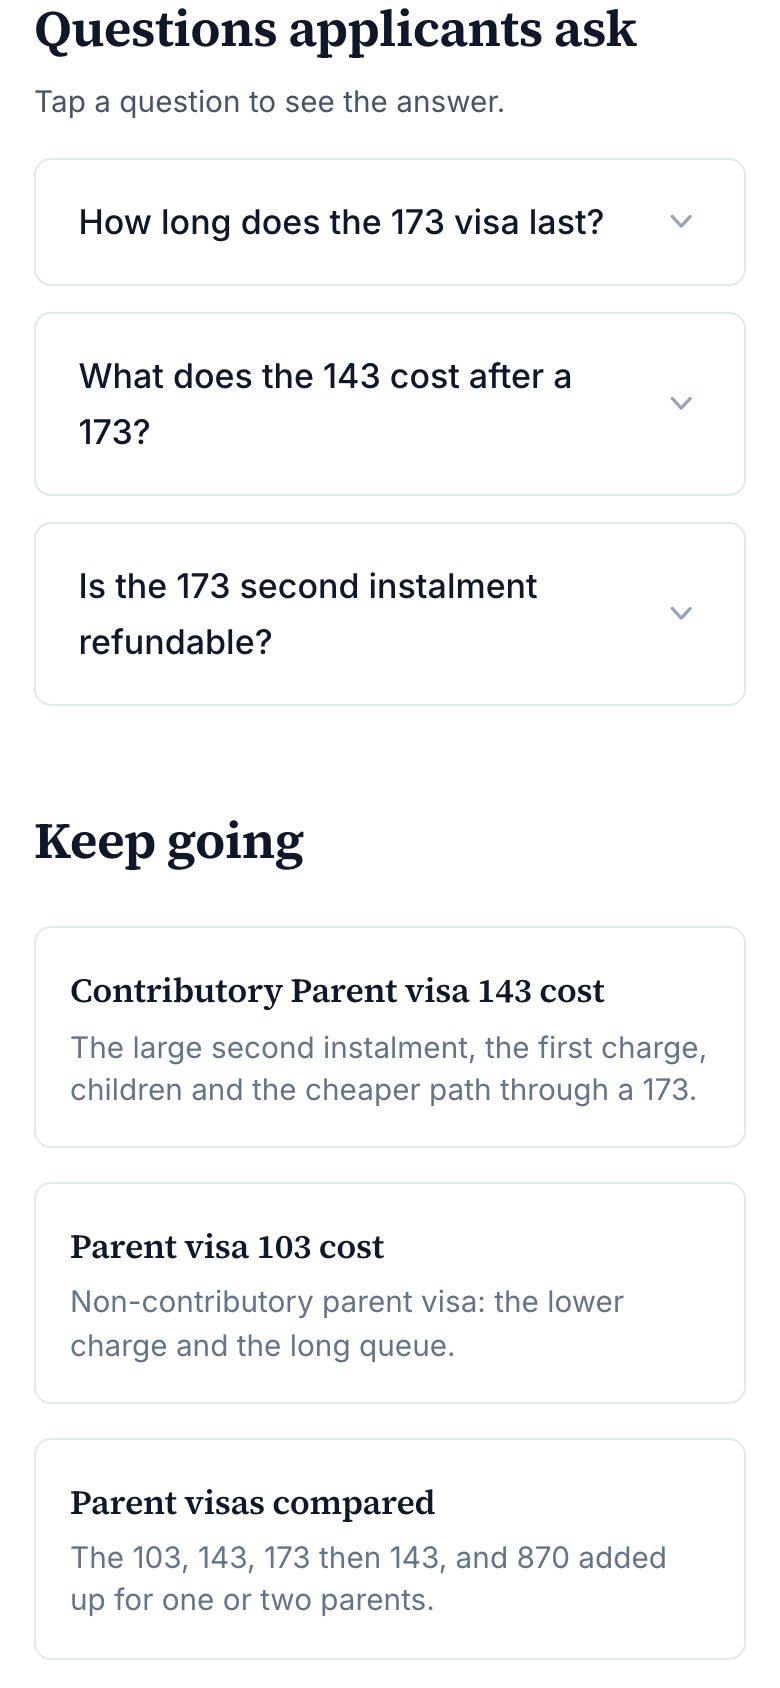 Questions applicants ask
Tap a question to see the answer.
How long does the 173 visa last?
What does the 143 cost after a
173?
Is the 173 second instalment
refundable?
Keep going
Contributory Parent visa 143 cost
The large second instalment, the first charge,
children and the cheaper path through a 173.
Parent visa 103 cost
Non-contributory parent visa: the lower
charge and the long queue.
Parent visas compared
The 103, 143, 173 then 143, and 870 added
up for one or two parents.